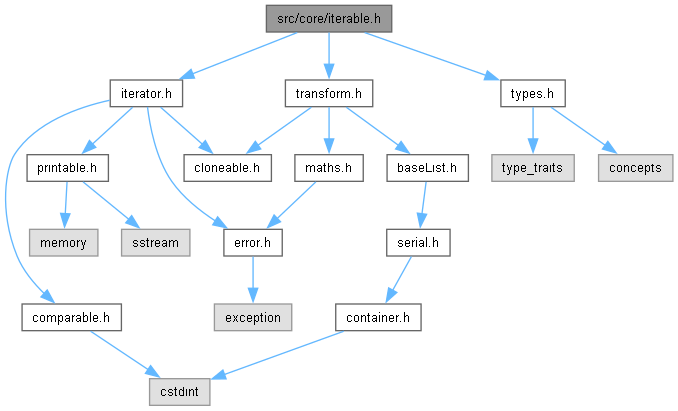 src/core/iterable.h
iterator.h
transform.h
types.h
printable.h
cloneable.h
maths.h
baseList.h
type_traits
concepts
memory
sstream
error.h
serial.h
comparable.h
exception
container.h
cstdint